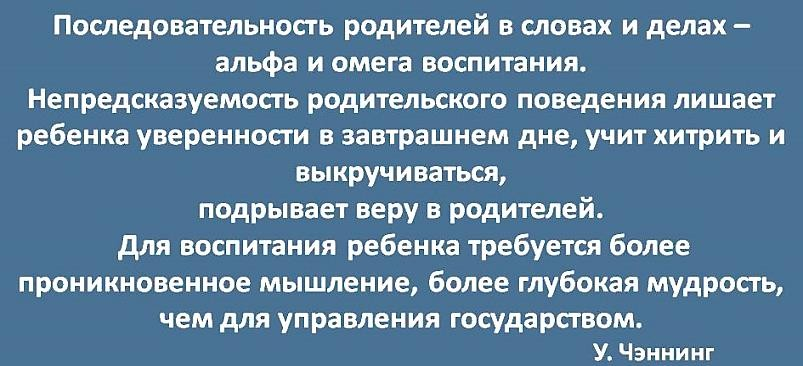 Последовательность родителей в словах и делах –
альфа и омега воспитания.
Непредсказуемость родительского поведения лишает
ребенка уверенности в завтрашнем дне, учит хитрить и
выкручиваться,
подрывает веру в родителей.
Для воспитания ребенка требуется более
проникновенное мышление, более глубокая мудрость,
чем для управления государством.
У. Чэннинг